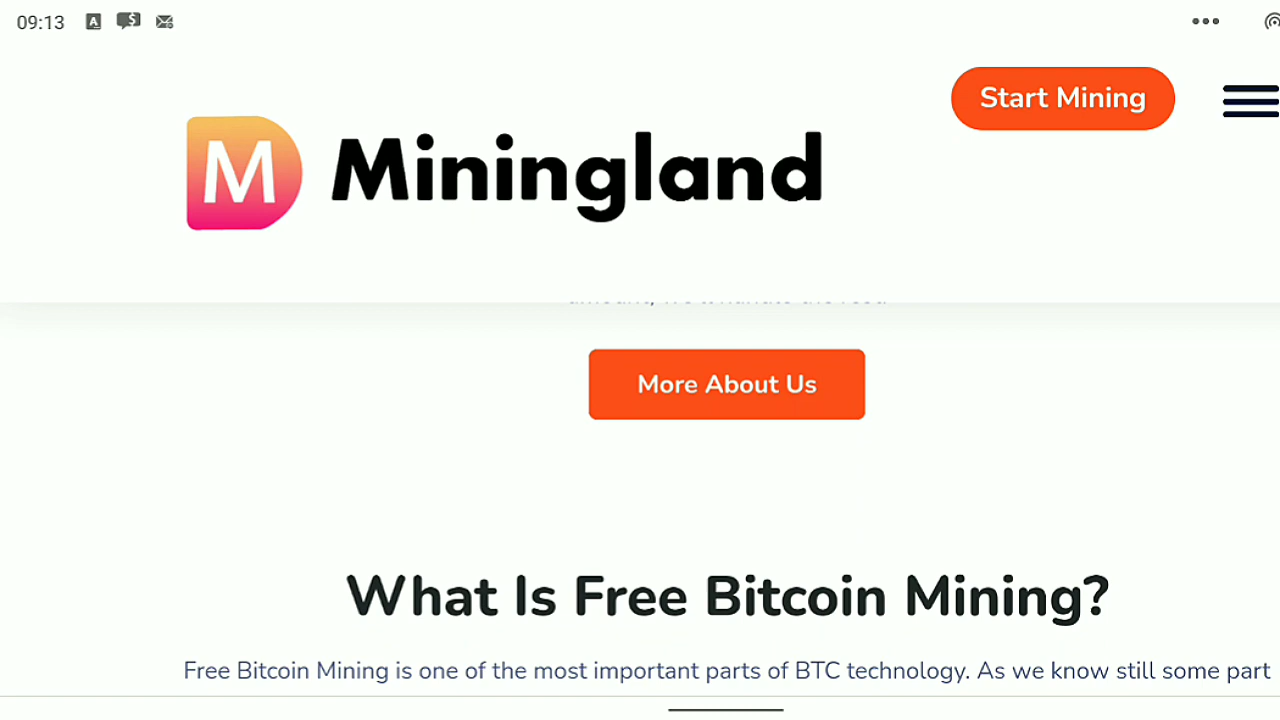 09:13
Start Mining
M Miningland
More About Us
What Is Free Bitcoin Mining?
Free Bitcoin Mining is one of the most important parts of BTC technology. As we know still some part